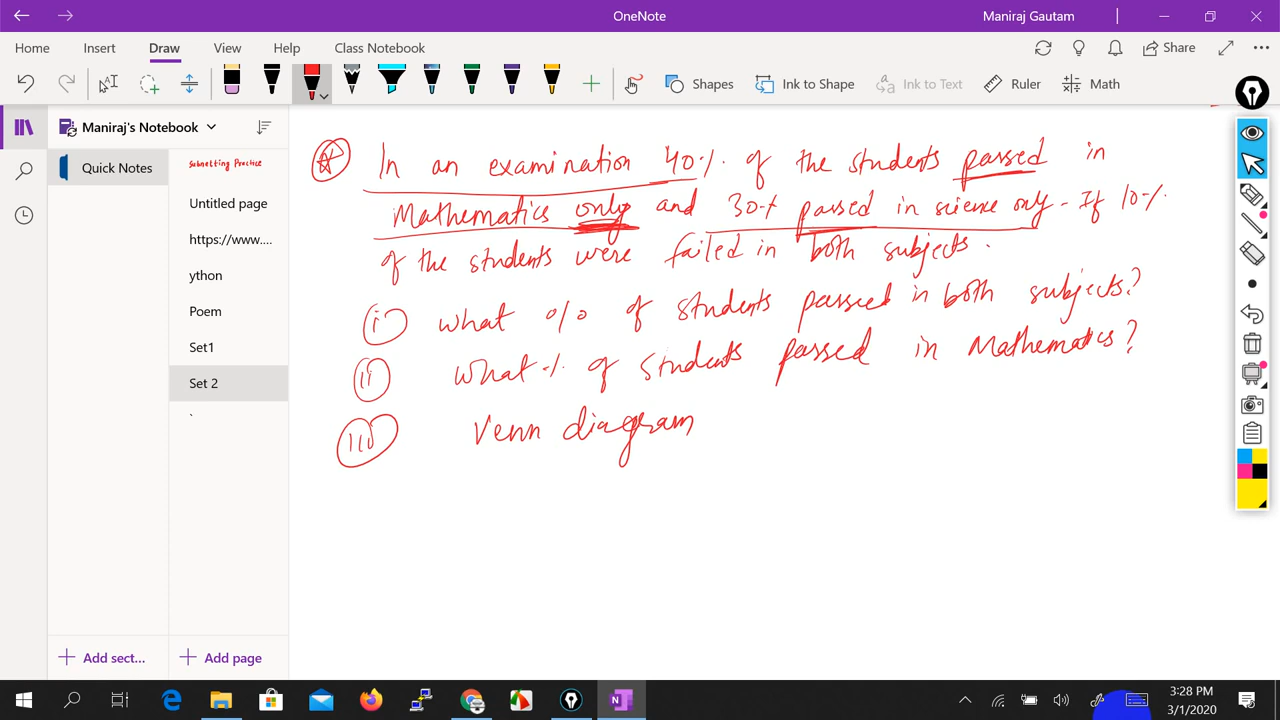 OneNote
Maniraj Gautam
Home Insert Draw View Help Class Notebook
Share
Shapes Ink to Shape Ink to Text Ruler Math
Maniraj's Notebook
Quick Notes
Subnetting Practice
Untitled page
https://www....
ython
Poem
Set1
Set 2
`
In an examination 40% of the students passed in
Mathematics only and 30% passed in science only. If 10%
of the students were failed in both subjects.
(i) what % of students passed in both subjects?
(ii) what % of students passed in Mathematics?
(iii) Venn diagram
Add sect... Add page
3:28 PM
3/1/2020